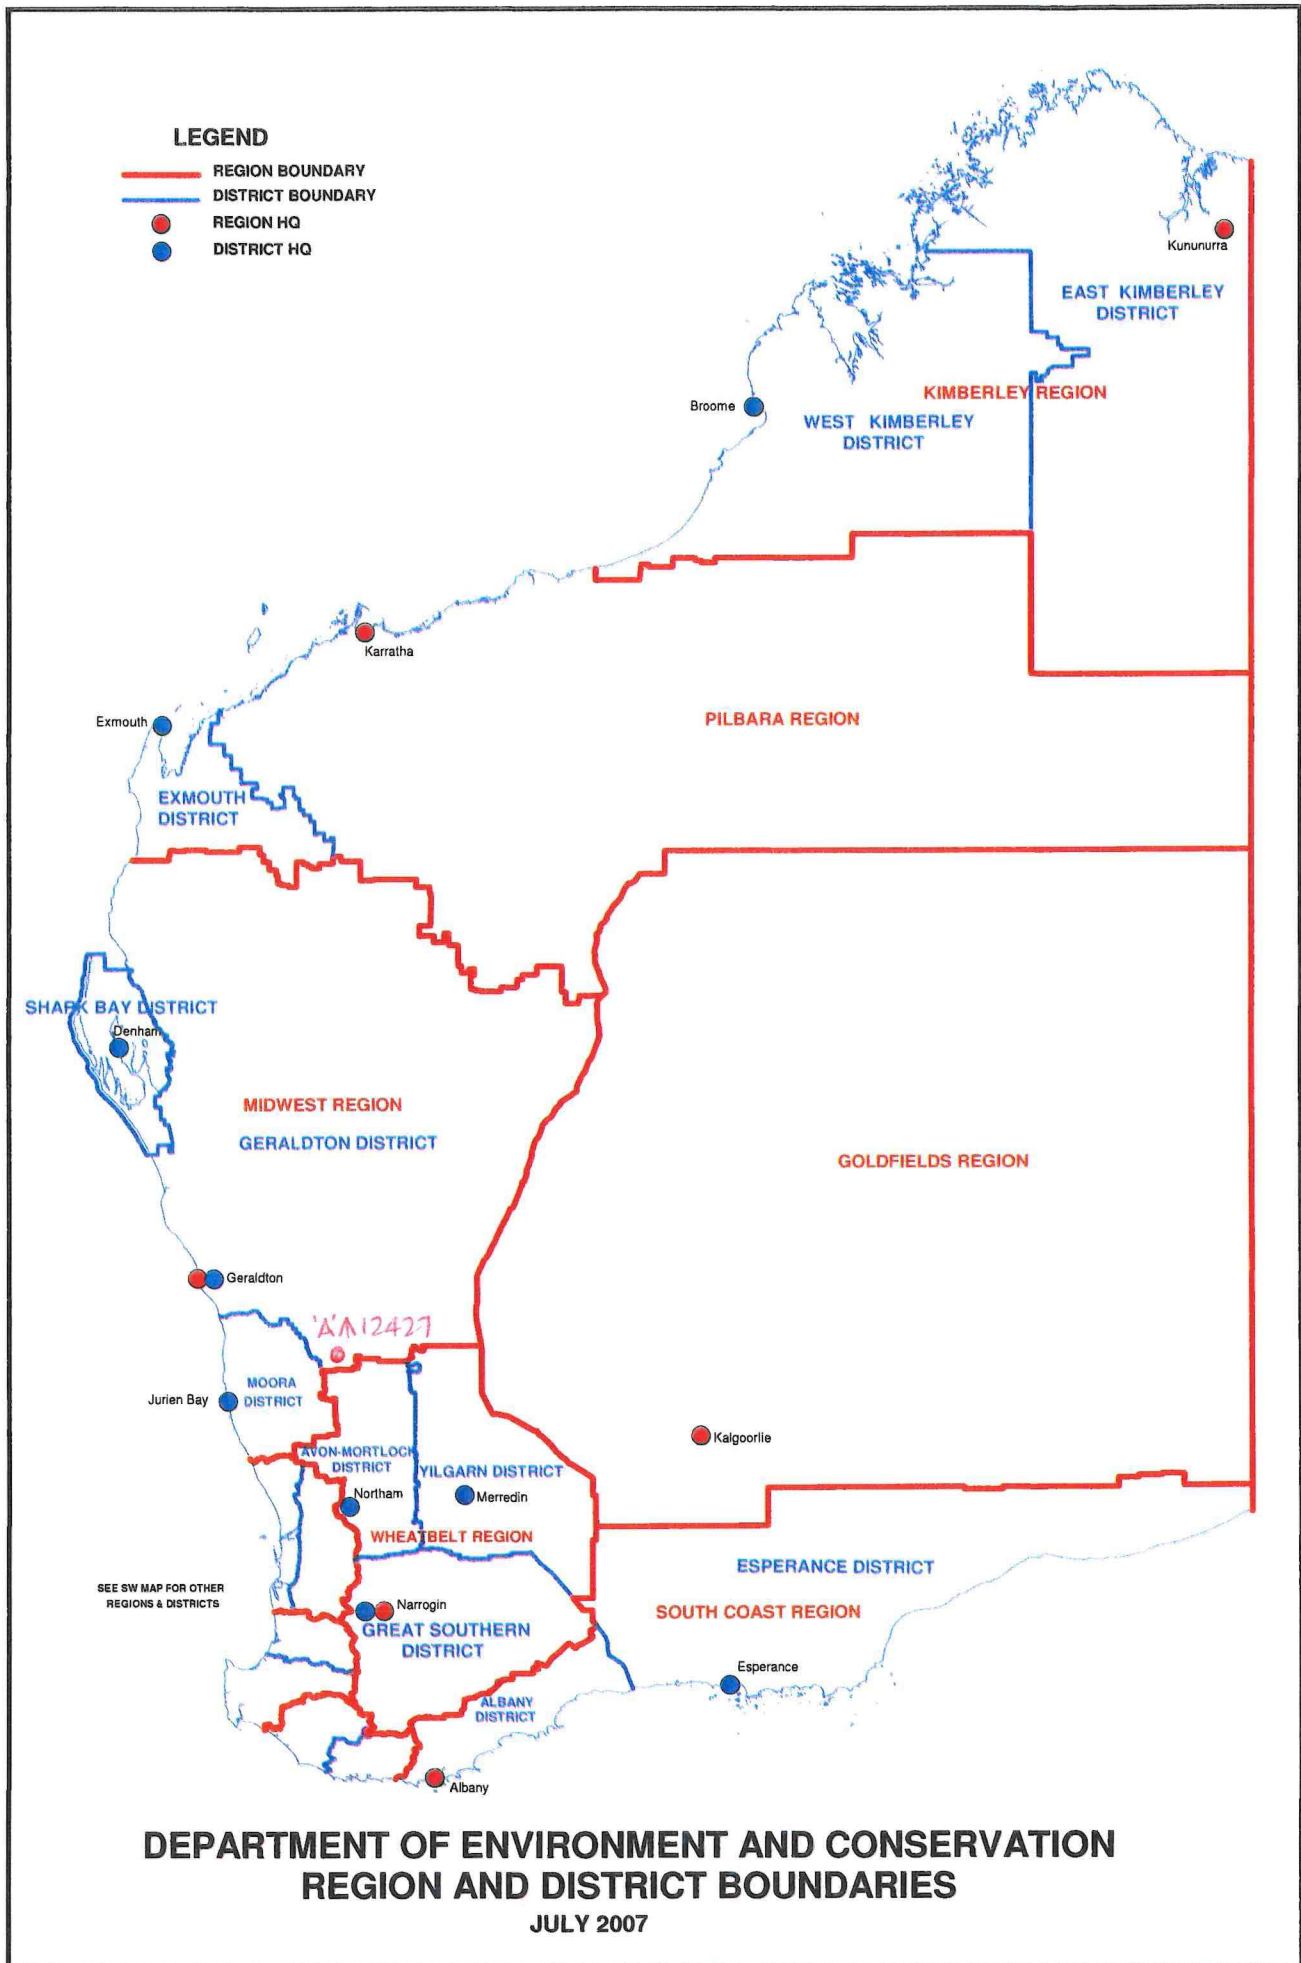 LEGEND
REGION BOUNDARY
DISTRICT BOUNDARY
REGION HQ
DISTRICT HQ
Kununurra
EAST KIMBERLEY
DISTRICT
KIMBERLEY REGION
Broome
WEST KIMBERLEY
DISTRICT
Karratha
Exmouth
PILBARA REGION
EXMOUTH
DISTRICT
SHARK BAY DISTRICT
Denham
MIDWEST REGION
GERALDTON DISTRICT
GOLDFIELDS REGION
Geraldton
12427
MOORA
DISTRICT
Jurien Bay
Kalgoorlie
AVON-MORTLOCK
DISTRICT
YILGARN DISTRICT
Northam
Merredin
WHEATBELT REGION
ESPERANCE DISTRICT
SEE SW MAP FOR OTHER
REGIONS & DISTRICTS
Narrogin
SOUTH COAST REGION
GREAT SOUTHERN
DISTRICT
Esperance
ALBANY
DISTRICT
Albany
DEPARTMENT OF ENVIRONMENT AND CONSERVATION
REGION AND DISTRICT BOUNDARIES
JULY 2007